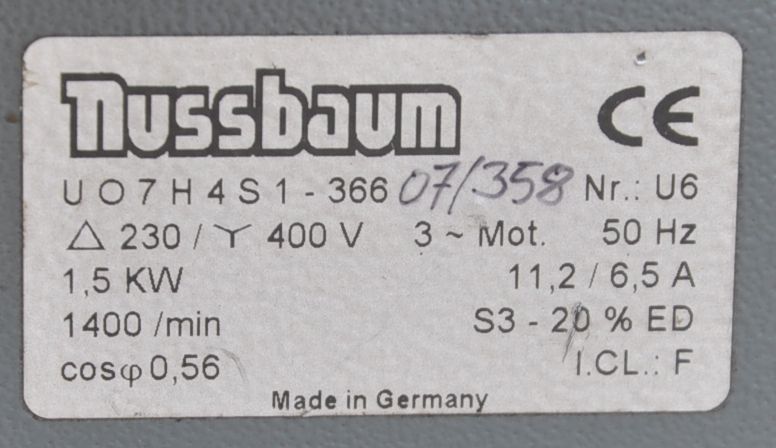 nussbaum CE
U O 7 H 4 S 1 - 366 07/358 Nr.: U6
△ 230 / Y 400 V 3 ~ Mot. 50 Hz
1,5 KW 11,2 / 6,5 A
1400 /min S3 - 20 % ED
cosφ 0,56 I.CL.: F
Made in Germany